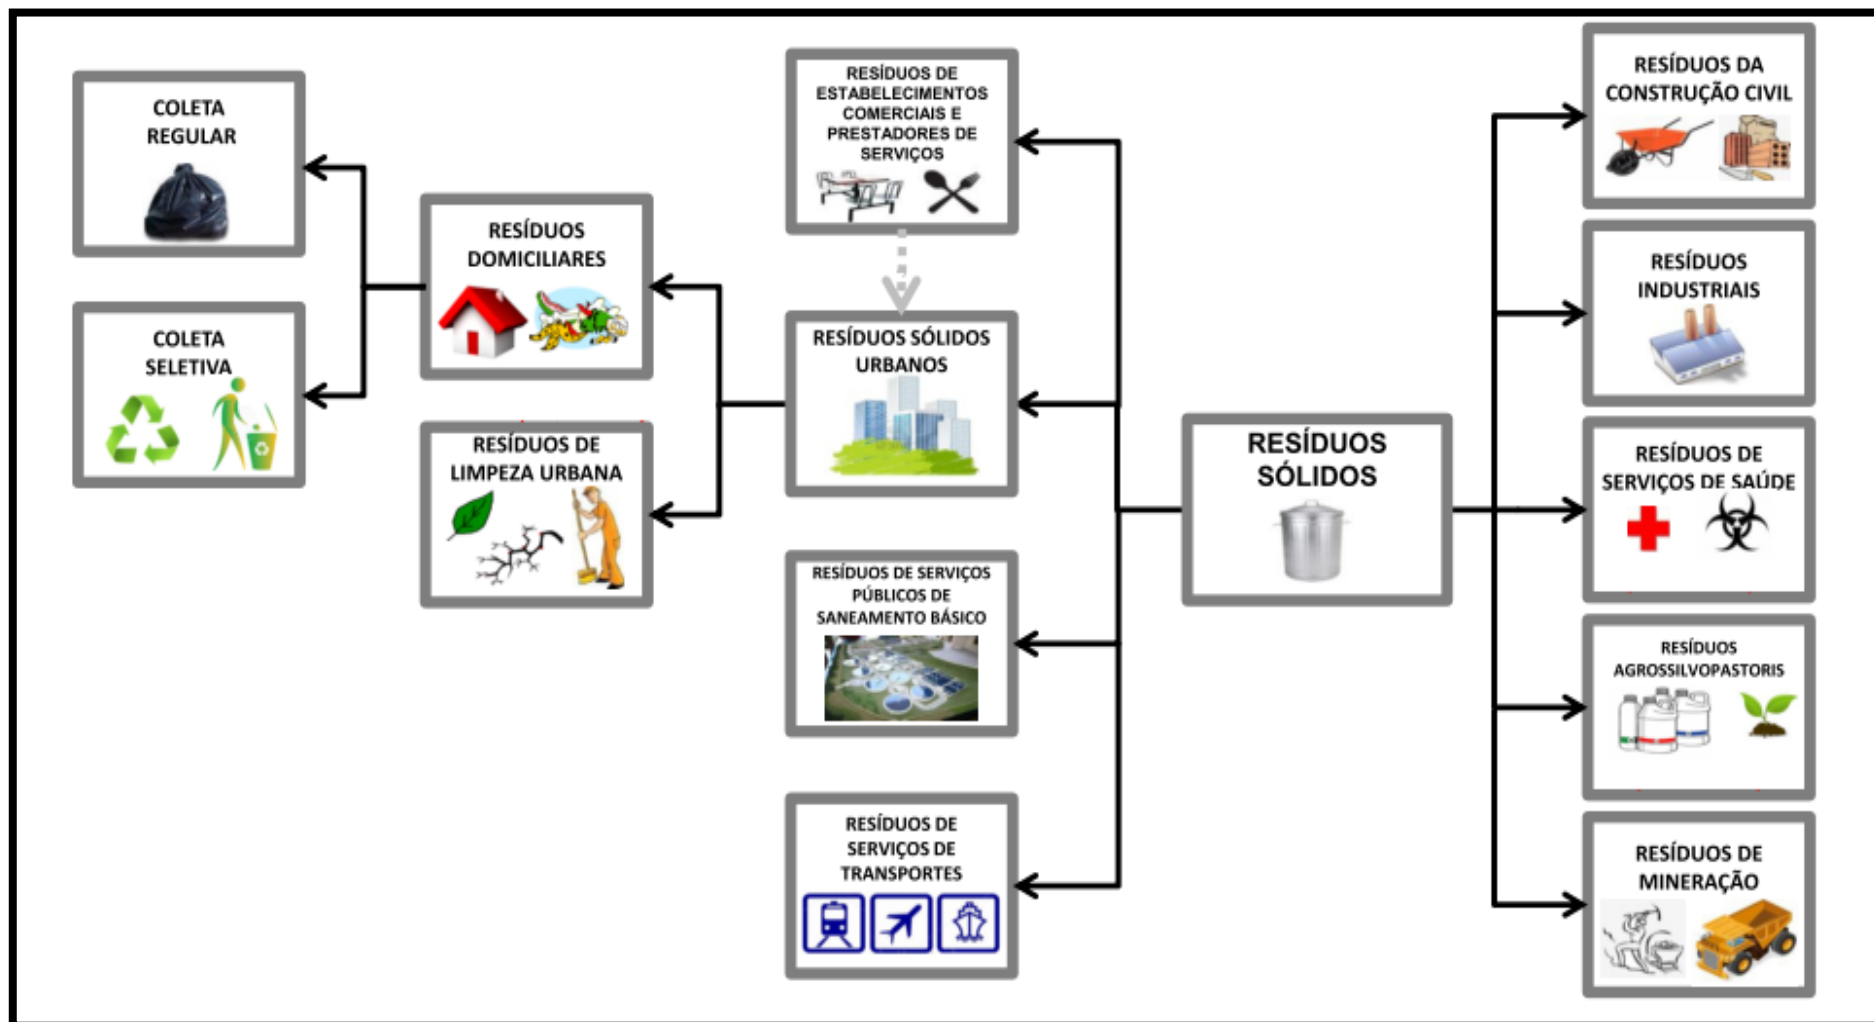 COLETA
REGULAR
COLETA
SELETIVA
RESÍDUOS
DOMICILIARES
RESÍDUOS DE
LIMPEZA URBANA
RESÍDUOS DE
ESTABELECIMENTOS
COMERCIAIS E
PRESTADORES DE
SERVIÇOS
RESÍDUOS SÓLIDOS
URBANOS
RESÍDUOS DE SERVIÇOS
PÚBLICOS DE
SANEAMENTO BÁSICO
RESÍDUOS DE
SERVIÇOS DE
TRANSPORTES
RESÍDUOS
SÓLIDOS
RESÍDUOS DA
CONSTRUÇÃO CIVIL
RESÍDUOS
INDUSTRIAIS
RESÍDUOS DE
SERVIÇOS DE SAÚDE
RESÍDUOS
AGROSSILVOPASTORIS
RESÍDUOS DE
MINERAÇÃO